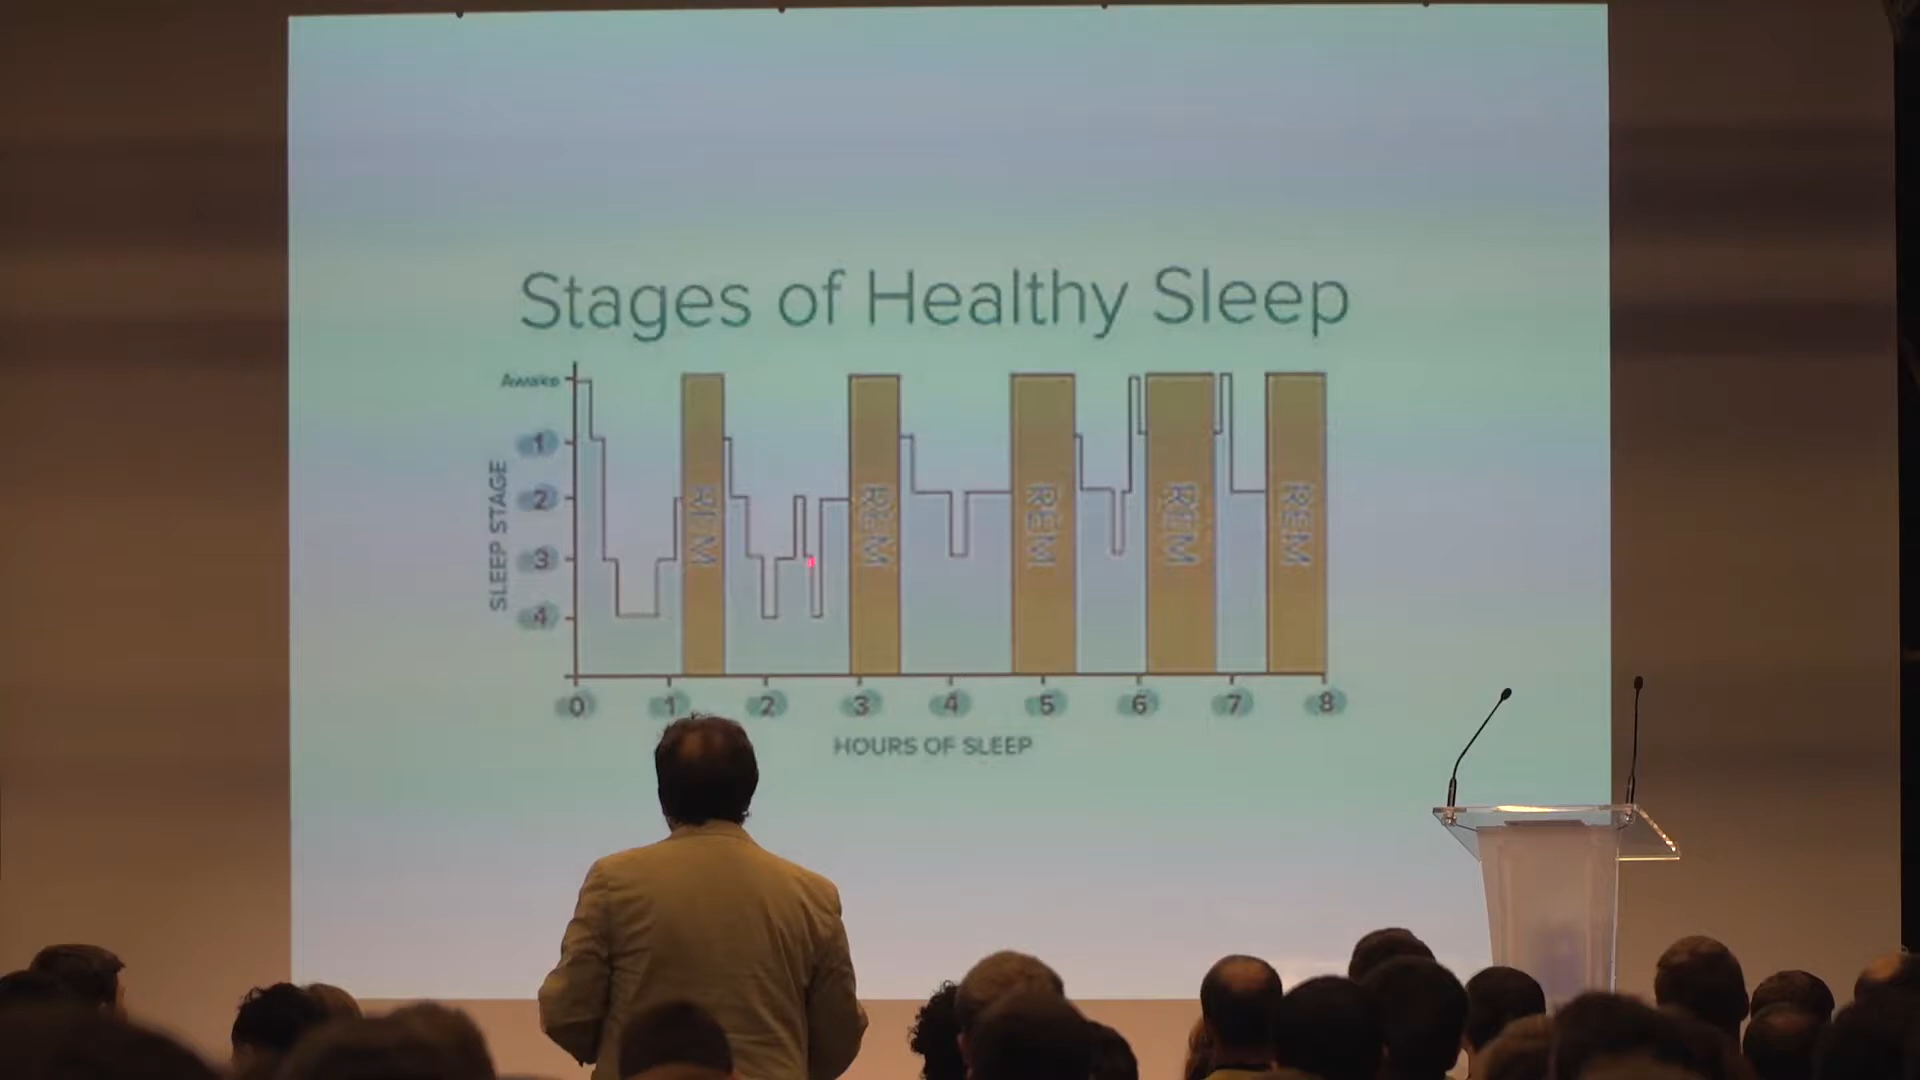 Stages of Healthy Sleep
Awake
1
2
3
4
SLEEP STAGE
REM
REM
REM
REM
REM
0 1 2 3 4 5 6 7 8
HOURS OF SLEEP